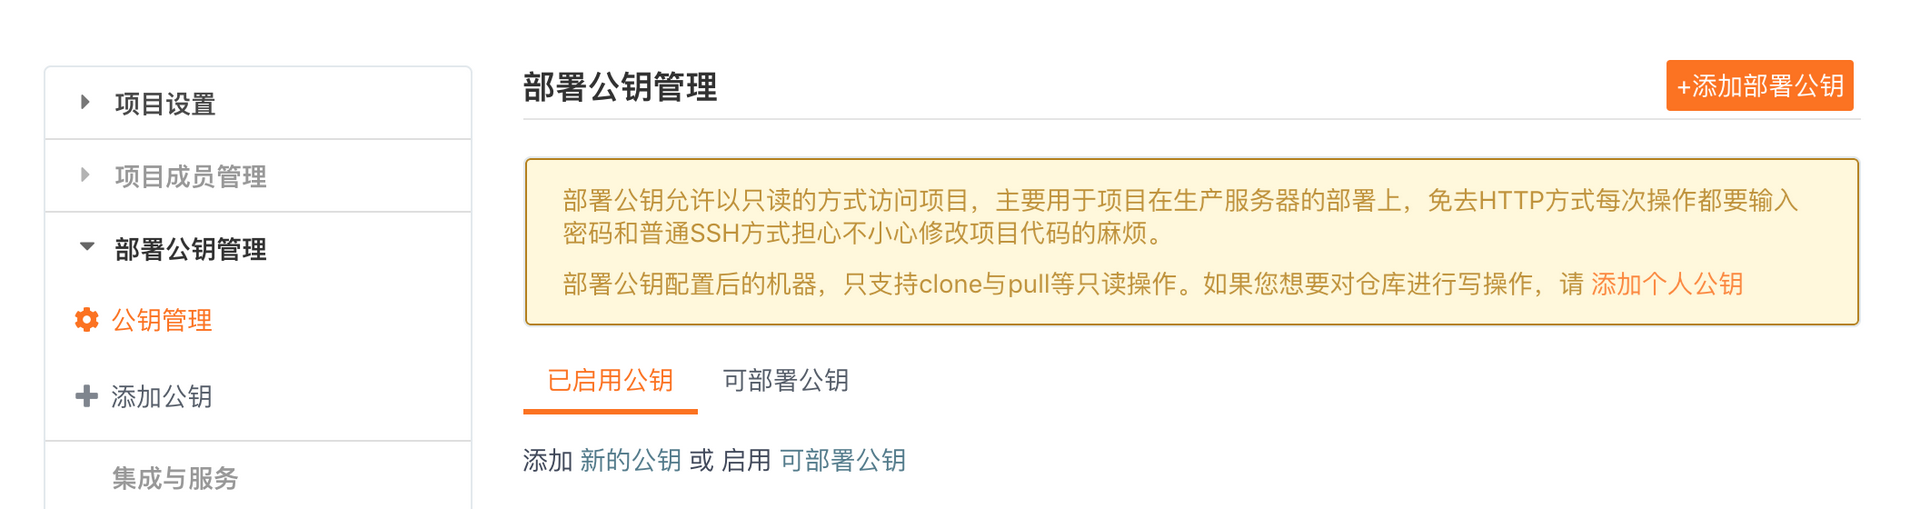 项目设置
项目成员管理
部署公钥管理
公钥管理
添加公钥
集成与服务
部署公钥管理
+添加部署公钥
部署公钥允许以只读的方式访问项目，主要用于项目在生产服务器的部署上，免去HTTP方式每次操作都要输入
密码和普通SSH方式担心不小心修改项目代码的麻烦。
部署公钥配置后的机器，只支持clone与pull等只读操作。如果您想要对仓库进行写操作，请 添加个人公钥
已启用公钥 可部署公钥
添加 新的公钥 或 启用 可部署公钥